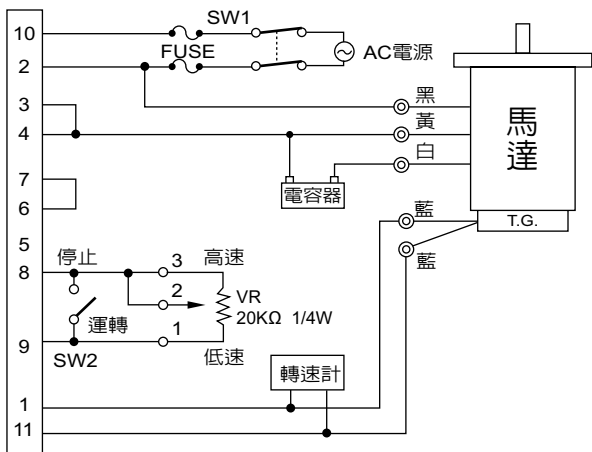 SW1
10
FUSE
AC電源
2
3
黑
4
黃
馬達
白
7
電容器
6
藍
T.G.
5
藍
停止
3
高速
8
2
VR
20KΩ 1/4W
運轉
1
9
低速
SW2
轉速計
1
11